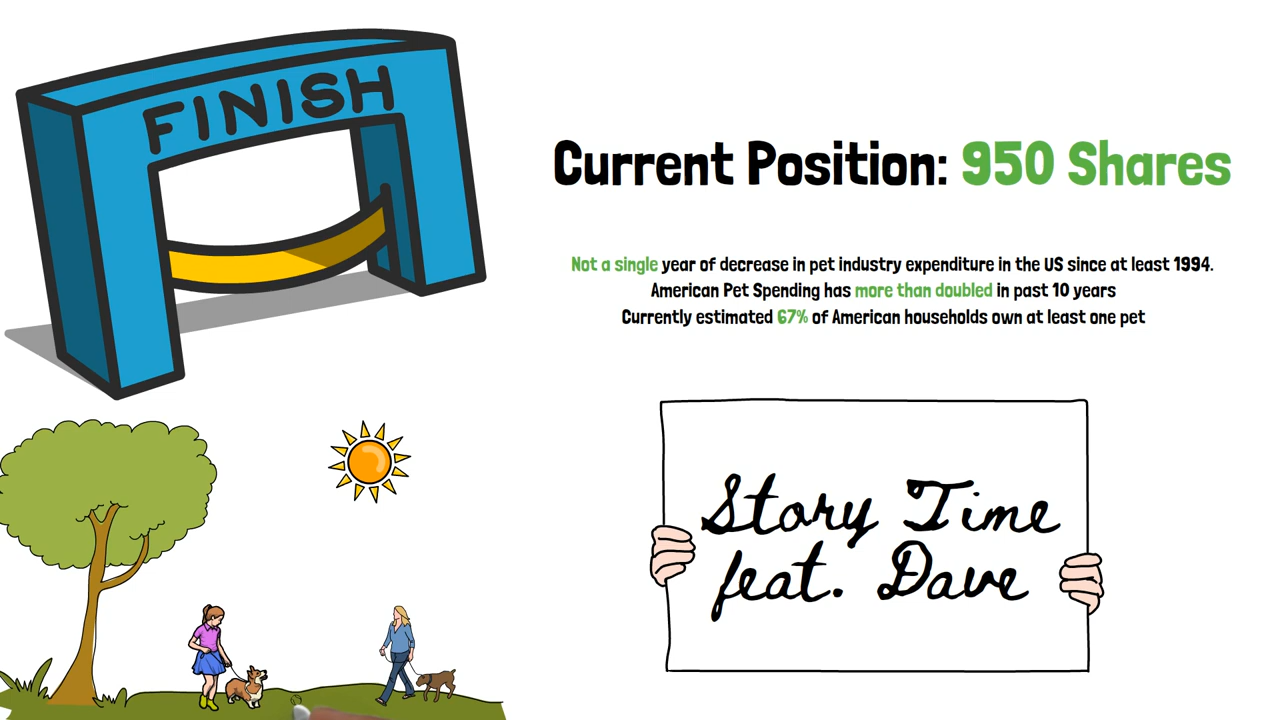 FINISH
Current Position: 950 Shares
Not a single year of decrease in pet industry expenditure in the US since at least 1994.
American Pet Spending has more than doubled in past 10 years
Currently estimated 67% of American households own at least one pet
Story Time
feat. Dave